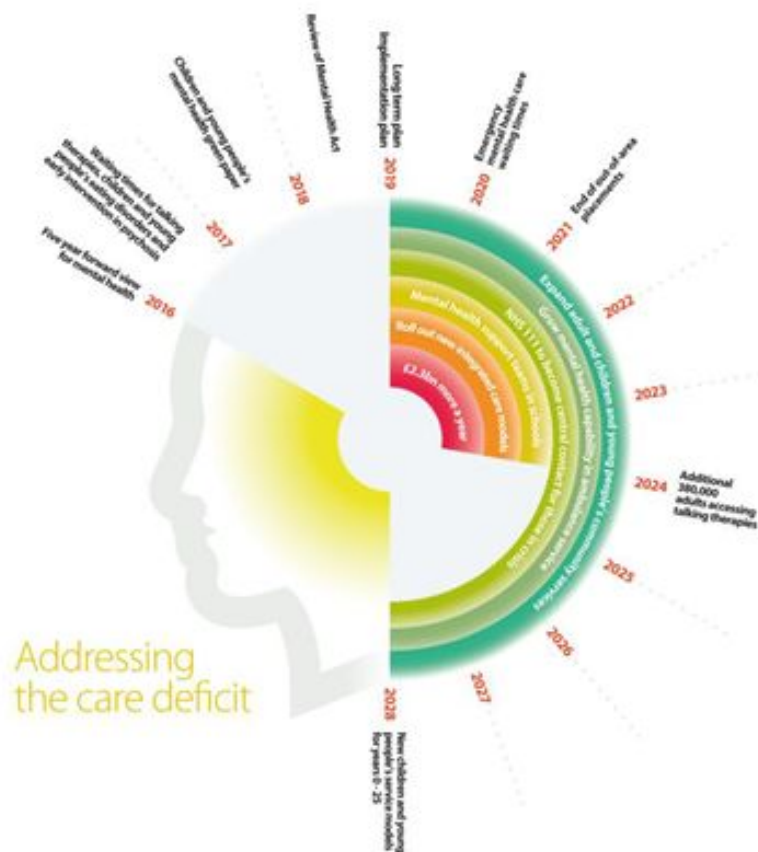 Five year forward view
for mental health
2016
Waiting times for talking
therapies, children and young
people's eating disorders and
early intervention in psychosis
2017
Children and young people's
mental health green paper
2018
Review of Mental Health Act
Long term plan
Implementation plan
2019
Emergency
mental health care
waiting times
2020
End of out-of-area
placements
2021
2022
2023
2024
Additional
380,000
adults accessing
talking therapies
2025
2026
2027
2028
New children and young
people's service models
for years 0 - 25
Expand adult and children and young people's community services
Grow mental health capability in ambulance service
NHS 111 to become central contact for those in crisis
Mental health support teams in schools
Roll out new integrated care models
£2.3bn more a year
Addressing
the care deficit